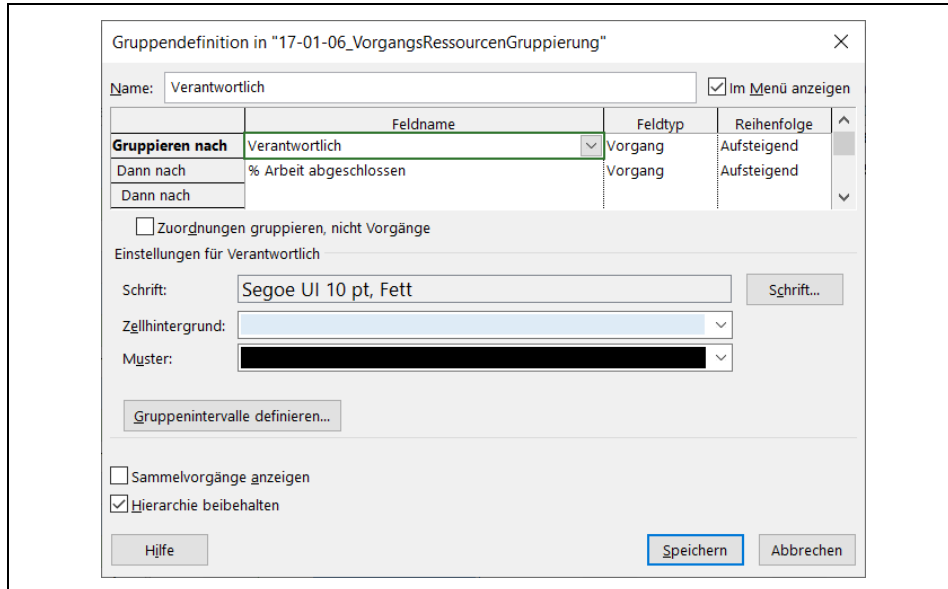 Gruppendefinition in "17-01-06_VorgangsRessourcenGruppierung"
Name: Verantwortlich Im Menü anzeigen
Feldname Feldtyp Reihenfolge
Gruppieren nach Verantwortlich Vorgang Aufsteigend
Dann nach % Arbeit abgeschlossen Vorgang Aufsteigend
Dann nach
Zuordnungen gruppieren, nicht Vorgänge
Einstellungen für Verantwortlich
Schrift: Segoe UI 10 pt, Fett Schrift...
Zellhintergrund:
Muster:
Gruppenintervalle definieren...
Sammelvorgänge anzeigen
Hierarchie beibehalten
Hilfe Speichern Abbrechen